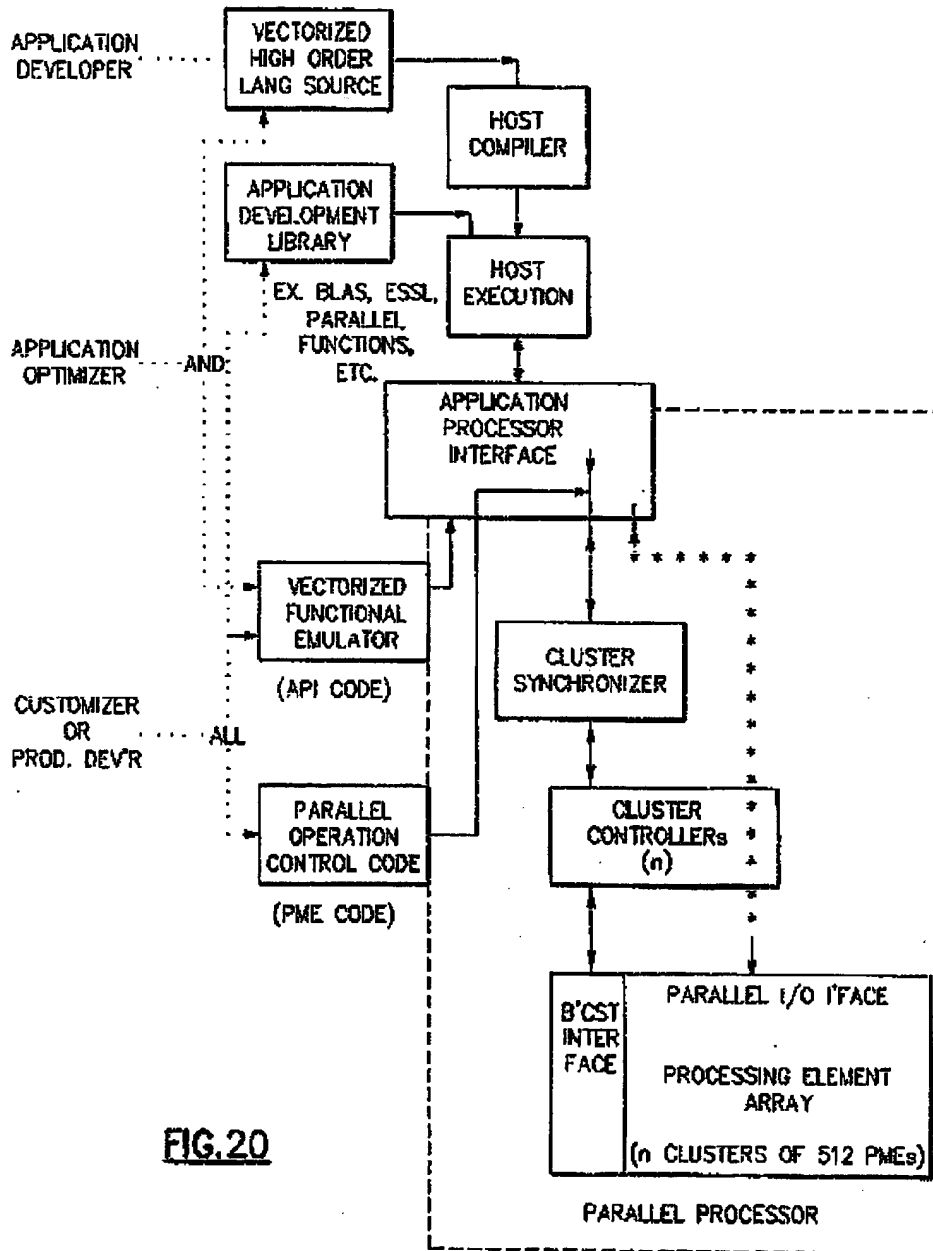 APPLICATION
DEVELOPER
VECTORIZED
HIGH ORDER
LANG SOURCE
HOST
COMPILER
APPLICATION
DEVELOPMENT
LIBRARY
HOST
EXECUTION
EX. BLAS, ESSL,
PARALLEL
FUNCTIONS,
ETC.
APPLICATION
OPTIMIZER
AND
APPLICATION
PROCESSOR
INTERFACE
VECTORIZED
FUNCTIONAL
EMULATOR
(API CODE)
CLUSTER
SYNCHRONIZER
CUSTOMIZER
OR
PROD. DEV'R
ALL
PARALLEL
OPERATION
CONTROL CODE
(PME CODE)
CLUSTER
CONTROLLERs
(n)
B'CST
INTER
FACE
PARALLEL I/O I'FACE
PROCESSING ELEMENT
ARRAY
(n CLUSTERS OF 512 PMEs)
PARALLEL PROCESSOR
FIG.20